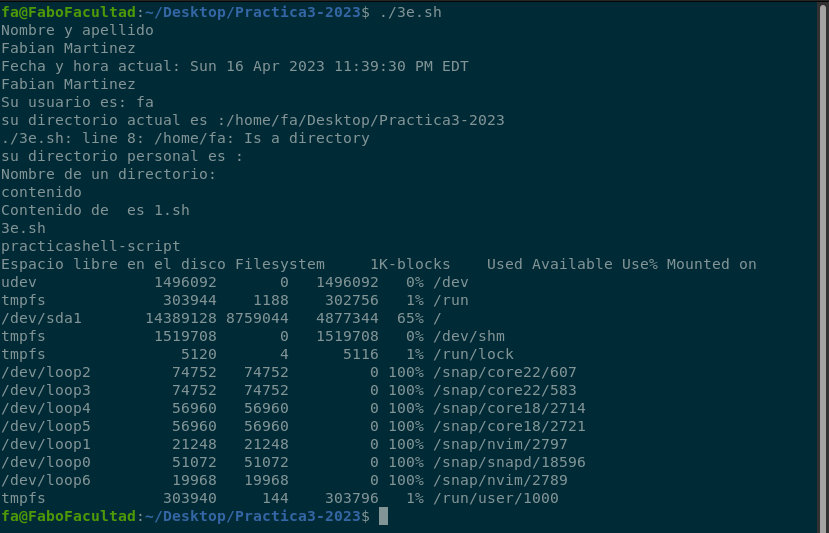 fa@FaboFacultad:~/Desktop/Practica3-2023$ ./3e.sh
Nombre y apellido
Fabian Martinez
Fecha y hora actual: Sun 16 Apr 2023 11:39:30 PM EDT
Fabian Martinez
Su usuario es: fa
su directorio actual es :/home/fa/Desktop/Practica3-2023
./3e.sh: line 8: /home/fa: Is a directory
su directorio personal es :
Nombre de un directorio:
contenido
Contenido de  es 1.sh
3e.sh
practicashell-script
Espacio libre en el disco Filesystem     1K-blocks    Used Available Use% Mounted on
udev             1496092       0   1496092   0% /dev
tmpfs             303944    1188    302756   1% /run
/dev/sda1       14389128 8759044   4877344  65% /
tmpfs            1519708       0   1519708   0% /dev/shm
tmpfs               5120       4      5116   1% /run/lock
/dev/loop2         74752   74752         0 100% /snap/core22/607
/dev/loop3         74752   74752         0 100% /snap/core22/583
/dev/loop4         56960   56960         0 100% /snap/core18/2714
/dev/loop5         56960   56960         0 100% /snap/core18/2721
/dev/loop1         21248   21248         0 100% /snap/nvim/2797
/dev/loop0         51072   51072         0 100% /snap/snapd/18596
/dev/loop6         19968   19968         0 100% /snap/nvim/2789
tmpfs             303940     144    303796   1% /run/user/1000
fa@FaboFacultad:~/Desktop/Practica3-2023$